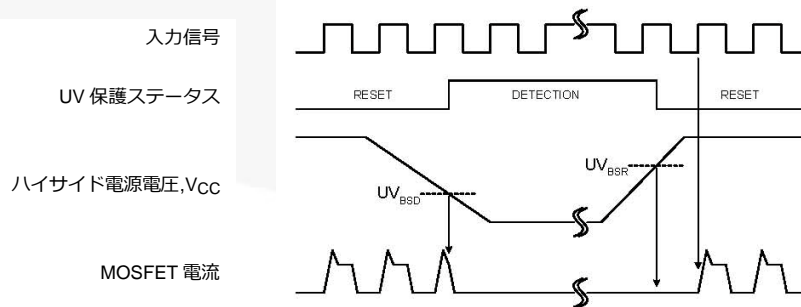 入力信号
UV 保護ステータス
RESET
DETECTION
RESET
ハイサイド電源電圧,VCC
UVBSD
UVBSR
MOSFET 電流